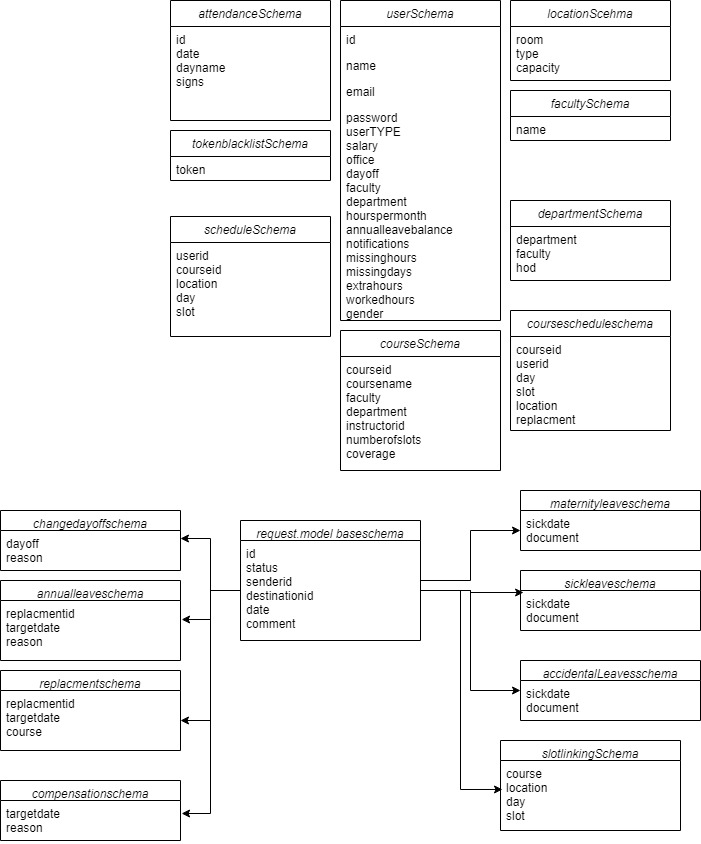 attendanceSchema
id
date
dayname
signs
userSchema
id
name
email
password
userTYPE
salary
office
dayoff
faculty
department
hourspermonth
annualleavebalance
notifications
missinghours
missingdays
extrahours
workedhours
gender
locationScehma
room
type
capacity
facultySchema
name
tokenblacklistSchema
token
scheduleSchema
userid
courseid
location
day
slot
departmentSchema
department
faculty
hod
courseSchema
courseid
coursename
faculty
department
instructorid
numberofslots
coverage
coursescheduleschema
courseid
userid
day
slot
location
replacment
changedayoffschema
dayoff
reason
annualleaveschema
replacmentid
targetdate
reason
replacmentschema
replacmentid
targetdate
course
compensationschema
targetdate
reason
request.model baseschema
id
status
senderid
destinationid
date
comment
maternityleaveschema
sickdate
document
sickleaveschema
sickdate
document
accidentalLeavesschema
sickdate
document
slotlinkingSchema
course
location
day
slot